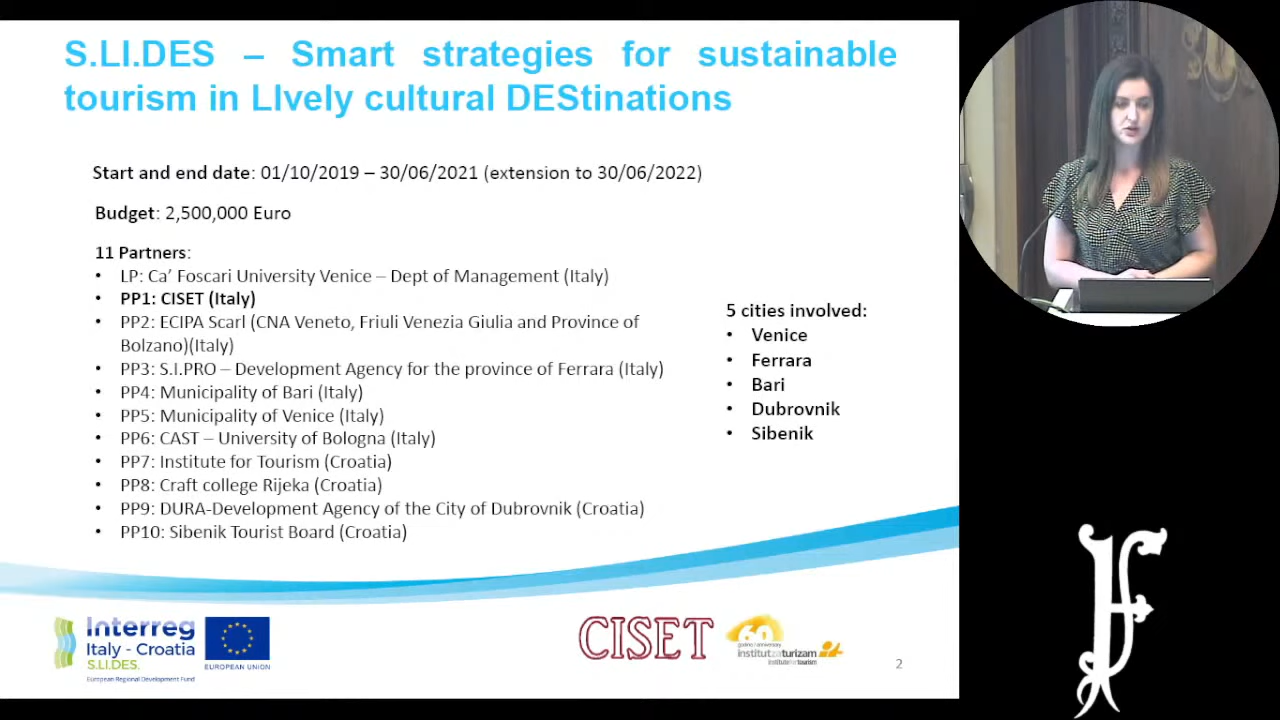 S.LI.DES – Smart strategies for sustainable
tourism in LIvely cultural DEStinations
Start and end date: 01/10/2019 – 30/06/2021 (extension to 30/06/2022)
Budget: 2,500,000 Euro
11 Partners:
• LP: Ca’ Foscari University Venice – Dept of Management (Italy)
• PP1: CISET (Italy)
• PP2: ECIPA Scarl (CNA Veneto, Friuli Venezia Giulia and Province of
Bolzano)(Italy)
• PP3: S.I.PRO – Development Agency for the province of Ferrara (Italy)
• PP4: Municipality of Bari (Italy)
• PP5: Municipality of Venice (Italy)
• PP6: CAST – University of Bologna (Italy)
• PP7: Institute for Tourism (Croatia)
• PP8: Craft college Rijeka (Croatia)
• PP9: DURA-Development Agency of the City of Dubrovnik (Croatia)
• PP10: Sibenik Tourist Board (Croatia)
5 cities involved:
• Venice
• Ferrara
• Bari
• Dubrovnik
• Sibenik
Interreg
Italy - Croatia
S.LI.DES.
European Regional Development Fund
EUROPEAN UNION
CISET
60
godina / anniversary
institutzaturizam
institutefortourism
2